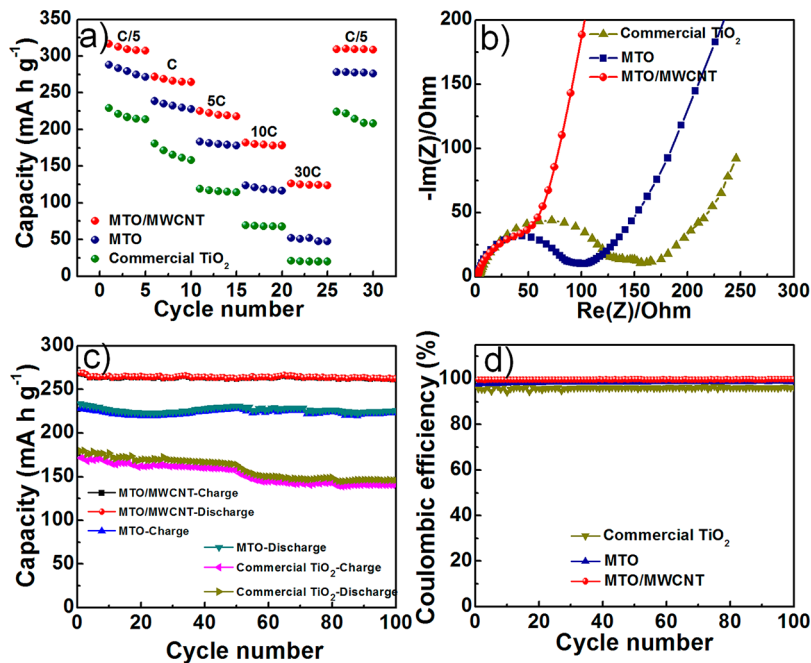 a)
C/5
C
5C
10C
30C
C/5
350
300
250
200
150
100
50
0
Capacity (mA h g⁻¹)
MTO/MWCNT
MTO
Commercial TiO₂
0 5 10 15 20 25 30
Cycle number
b)
Commercial TiO₂
MTO
MTO/MWCNT
200
150
100
50
0
-Im(Z)/Ohm
0 50 100 150 200 250 300
Re(Z)/Ohm
c)
300
250
200
150
100
50
0
Capacity (mA h g⁻¹)
MTO/MWCNT-Charge
MTO/MWCNT-Discharge
MTO-Charge
MTO-Discharge
Commercial TiO₂-Charge
Commercial TiO₂-Discharge
0 20 40 60 80 100
Cycle number
d)
100
80
60
40
20
0
Coulombic efficiency (%)
Commercial TiO₂
MTO
MTO/MWCNT
0 20 40 60 80 100
Cycle number